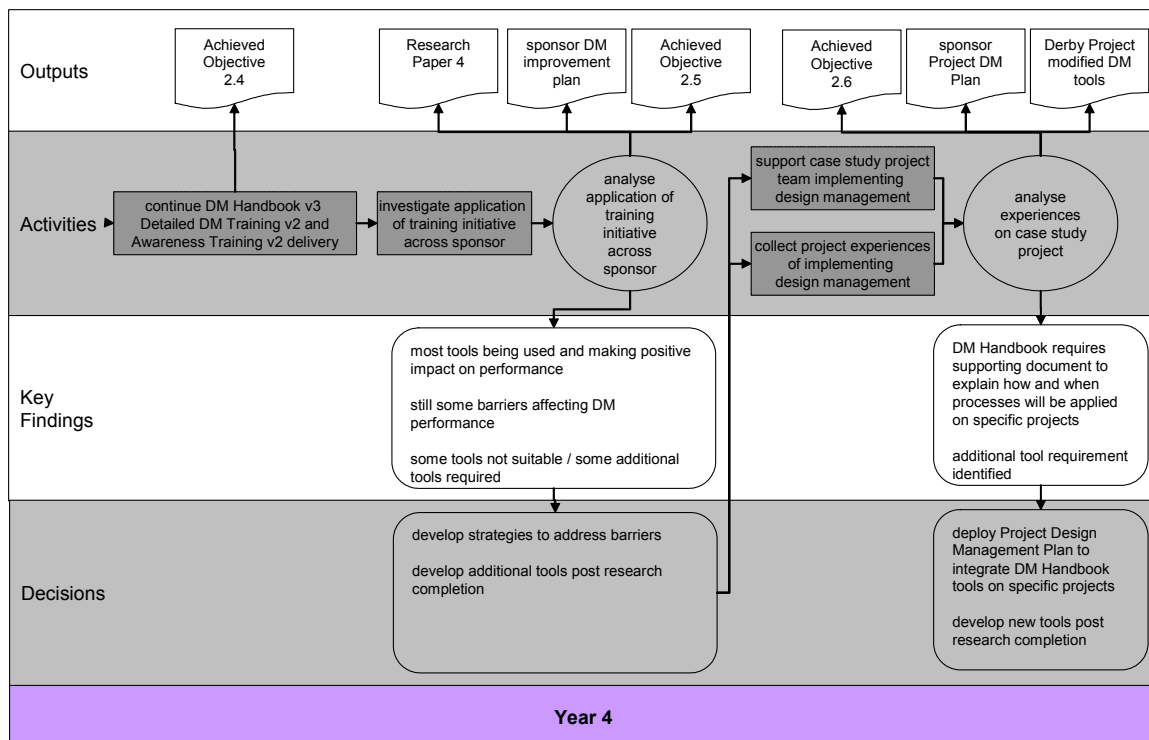 Outputs
Achieved
Objective
2.4
Research
Paper 4
sponsor DM
improvement
plan
Achieved
Objective
2.5
Achieved
Objective
2.6
sponsor
Project DM
Plan
Derby Project
modified DM
tools
Activities
continue DM Handbook v3
Detailed DM Training v2 and
Awareness Training v2 delivery
investigate application
of training initiative
across sponsor
analyse
application of
training
initiative
across
sponsor
support case study project
team implementing
design management
collect project experiences
of implementing
design management
analyse
experiences
on case study
project
Key
Findings
most tools being used and making positive
impact on performance
still some barriers affecting DM
performance
some tools not suitable / some additional
tools required
DM Handbook requires
supporting document to
explain how and when
processes will be applied
on specific projects
additional tool requirement
identified
Decisions
develop strategies to address barriers
develop additional tools post research
completion
deploy Project Design
Management Plan to
integrate DM Handbook
tools on specific projects
develop new tools post
research completion
Year 4